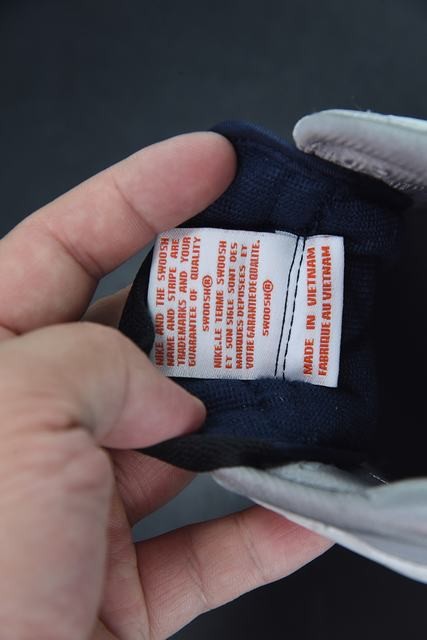 NIKE AND THE SWOOSH
NAME AND STRIPE ARE
TRADEMARKS AND YOUR
GUARANTEE OF QUALITY
SWOOSH®
NIKE.LE TERME SWOOSH
ET SON SIGLE SONT DES
MARQUES DEPOSEES ET
VOTRE GARANTIE DE QUALITE.
SWOOSH®
MADE IN VIETNAM
FABRIQUE AU VIETNAM